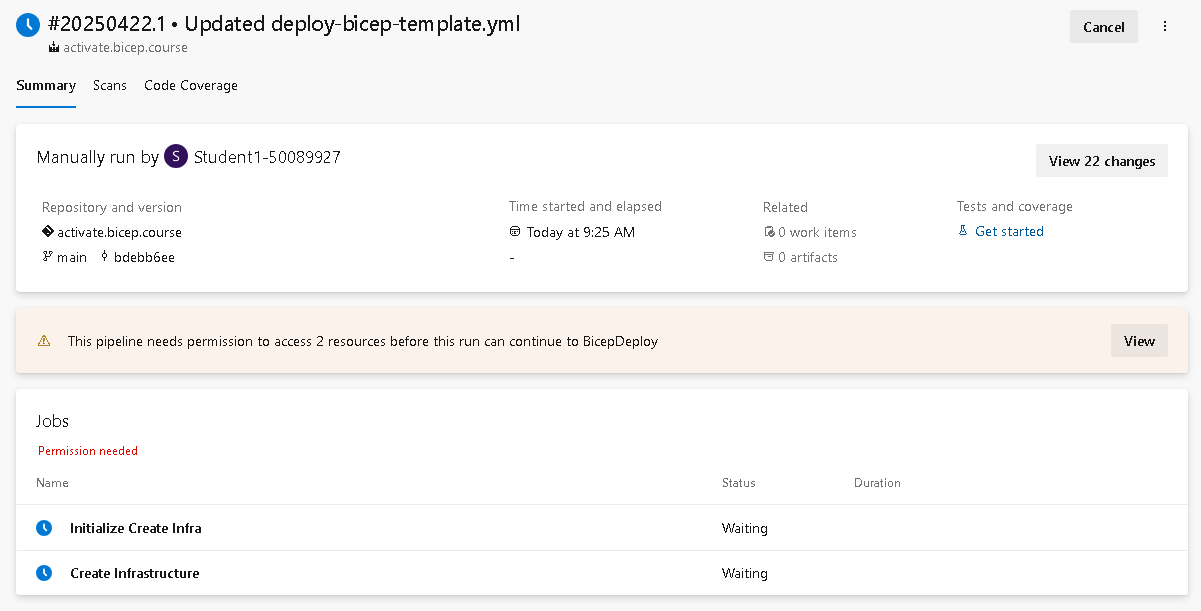 #20250422.1 • Updated deploy-bicep-template.yml
Cancel
activate.bicep.course
Summary Scans Code Coverage
Manually run by S Student1-50089927
View 22 changes
Repository and version Time started and elapsed Related Tests and coverage
activate.bicep.course Today at 9:25 AM 0 work items Get started
main bdebb6ee - 0 artifacts
This pipeline needs permission to access 2 resources before this run can continue to BicepDeploy
View
Jobs
Permission needed
Name Status Duration
Initialize Create Infra Waiting
Create Infrastructure Waiting